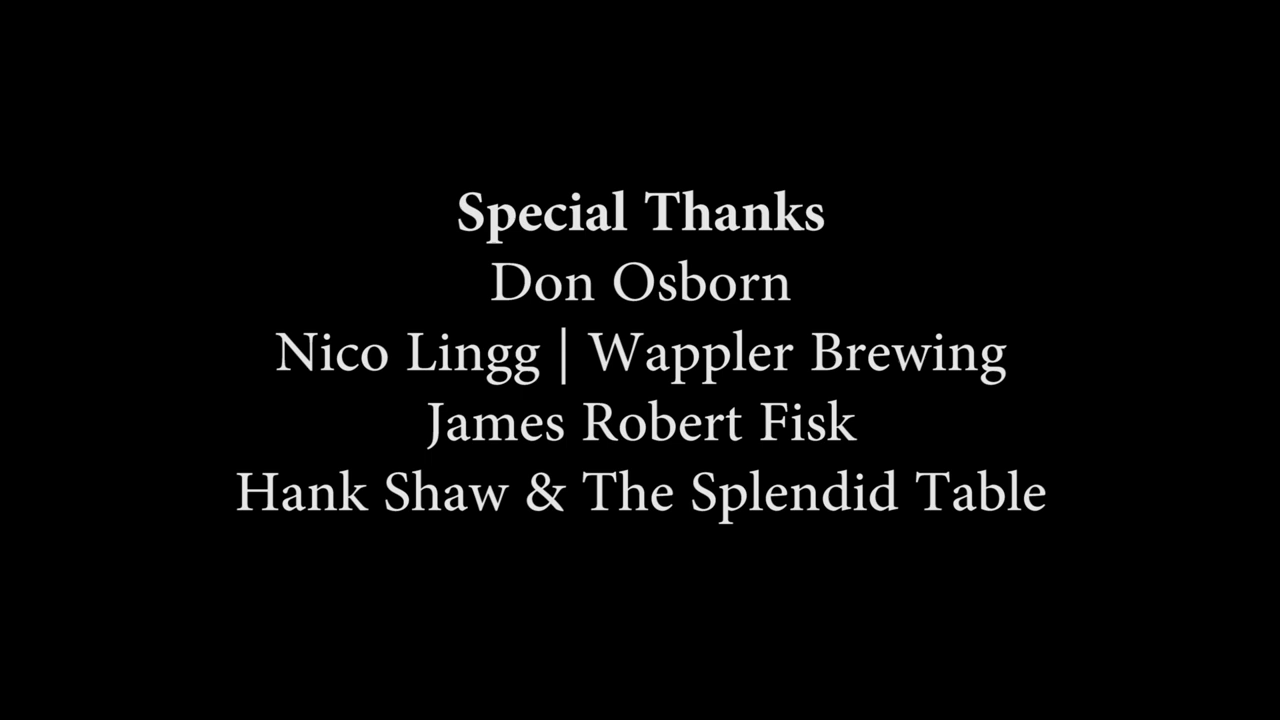 Special Thanks
Don Osborn
Nico Lingg | Wappler Brewing
James Robert Fisk
Hank Shaw & The Splendid Table